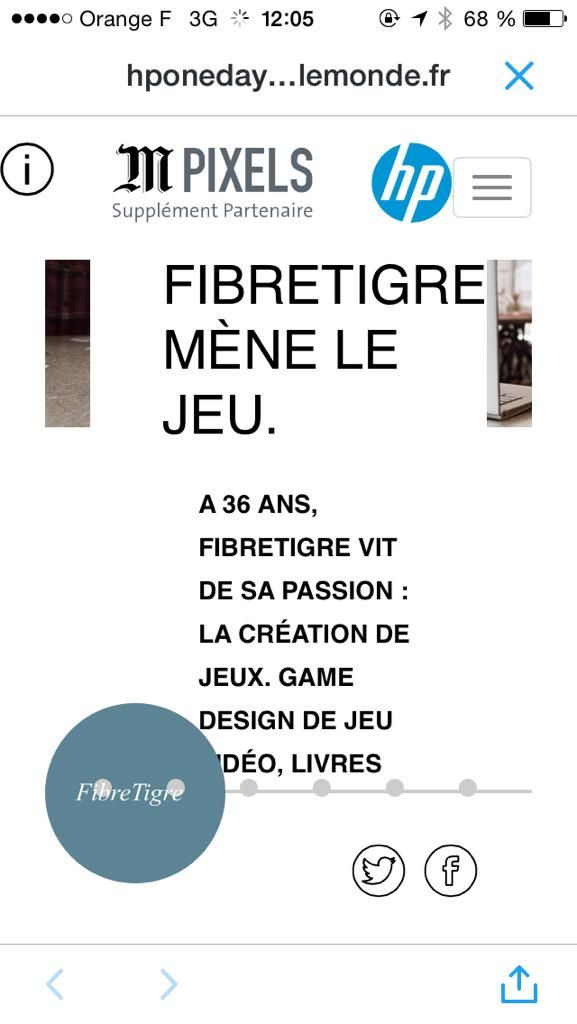 Orange F 3G 12:05 68 %
hponeday...lemonde.fr
i
M PIXELS
Supplément Partenaire
hp
FIBRETIGRE
MÈNE LE
JEU.
A 36 ANS,
FIBRETIGRE VIT
DE SA PASSION :
LA CRÉATION DE
JEUX. GAME
DESIGN DE JEU
IDÉO, LIVRES
FibreTigre
f